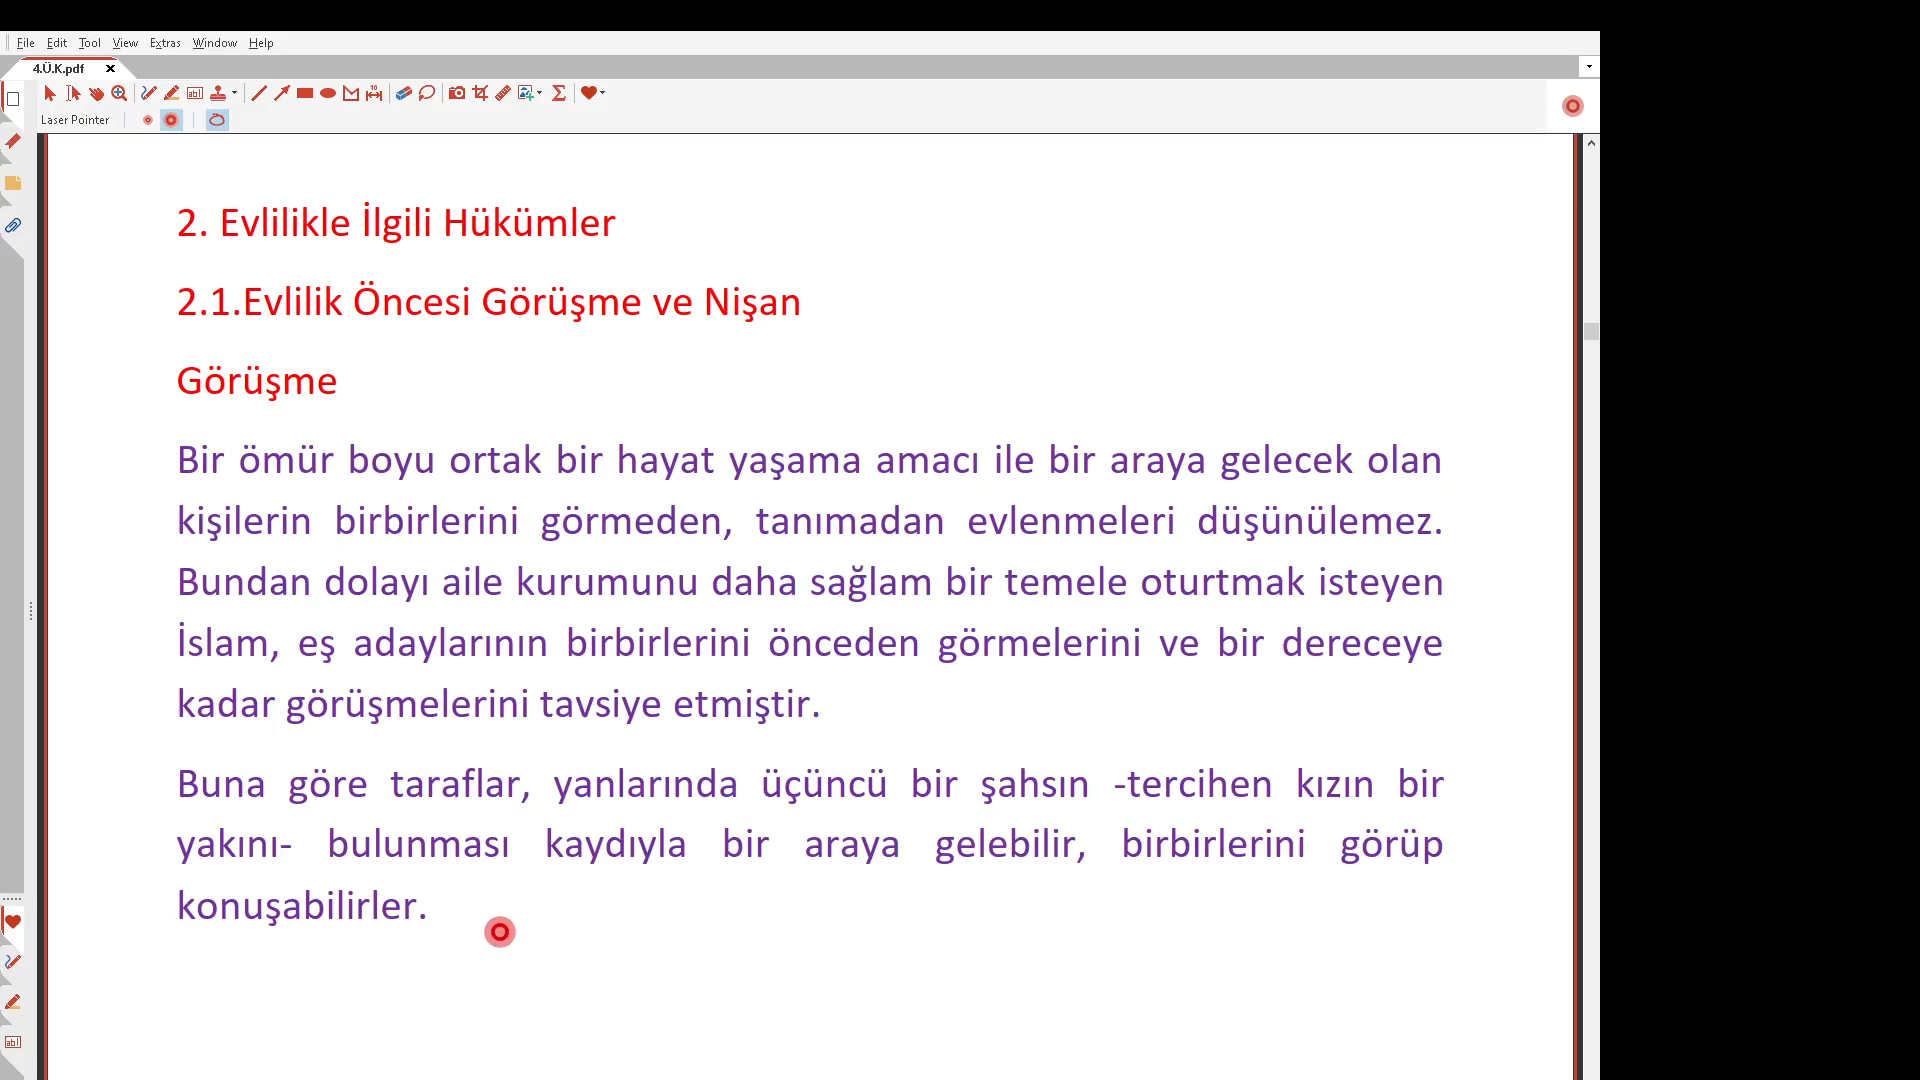 File Edit Tool View Extras Window Help
4.Ü.K.pdf
Laser Pointer
2. Evlilikle İlgili Hükümler
2.1.Evlilik Öncesi Görüşme ve Nişan
Görüşme
Bir ömür boyu ortak bir hayat yaşama amacı ile bir araya gelecek olan
kişilerin birbirlerini görmeden, tanımadan evlenmeleri düşünülemez.
Bundan dolayı aile kurumunu daha sağlam bir temele oturtmak isteyen
İslam, eş adaylarının birbirlerini önceden görmelerini ve bir dereceye
kadar görüşmelerini tavsiye etmiştir.
Buna göre taraflar, yanlarında üçüncü bir şahsın -tercihen kızın bir
yakını- bulunması kaydıyla bir araya gelebilir, birbirlerini görüp
konuşabilirler.